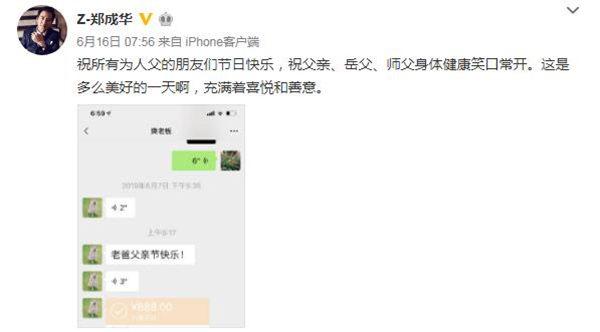 Z-郑成华
6月16日 07:56 来自 iPhone客户端
祝所有为人父的朋友们节日快乐，祝父亲、岳父、师父身体健康笑口常开。这是
多么美好的一天啊，充满着喜悦和善意。
6:59
6"
2019年6月7日 下午6:36
2"
上午6:17
老爸父亲节快乐！
3"
¥888.00